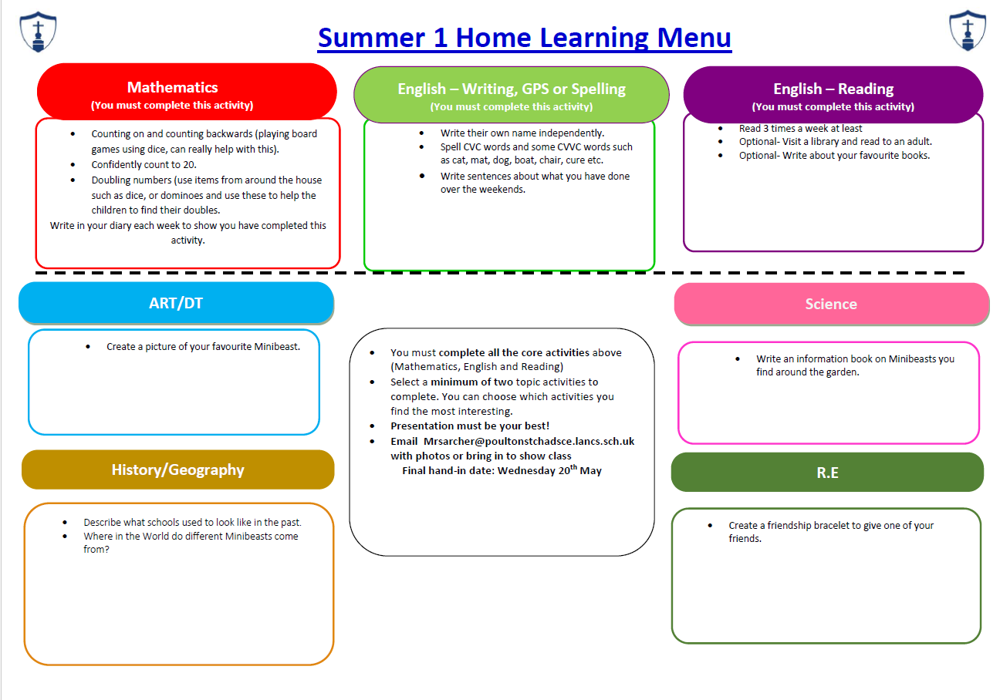 Summer 1 Home Learning Menu
Mathematics
(You must complete this activity)
• Counting on and counting backwards (playing board
games using dice, can really help with this).
• Confidently count to 20.
• Doubling numbers (use items from around the house
such as dice, or dominoes and use these to help the
children to find their doubles.
Write in your diary each week to show you have completed this
activity.
English – Writing, GPS or Spelling
(You must complete this activity)
• Write their own name independently.
• Spell CVC words and some CVVC words such
as cat, mat, dog, boat, chair, cure etc.
• Write sentences about what you have done
over the weekends.
English – Reading
(You must complete this activity)
• Read 3 times a week at least
• Optional- Visit a library and read to an adult.
• Optional- Write about your favourite books.
ART/DT
• Create a picture of your favourite Minibeast.
• You must complete all the core activities above
(Mathematics, English and Reading)
• Select a minimum of two topic activities to
complete. You can choose which activities you
find the most interesting.
• Presentation must be your best!
• Email Mrsarcher@poultonstchadsce.lancs.sch.uk
with photos or bring in to show class
Final hand-in date: Wednesday 20th May
Science
• Write an information book on Minibeasts you
find around the garden.
History/Geography
• Describe what schools used to look like in the past.
• Where in the World do different Minibeasts come
from?
R.E
• Create a friendship bracelet to give one of your
friends.